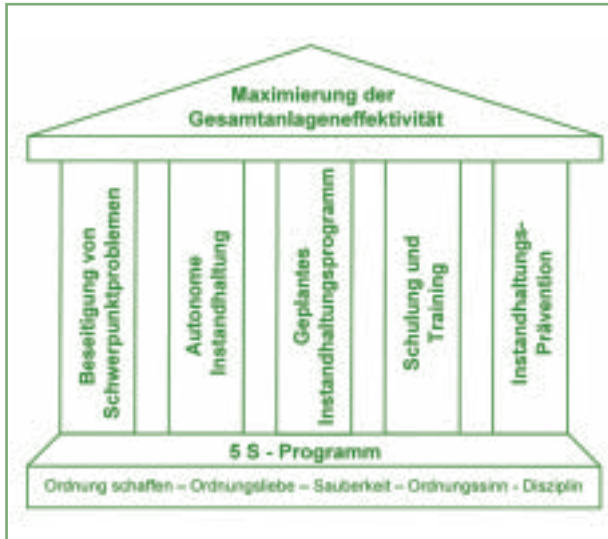 Maximierung der
Gesamtanlageneffektivität
Beseitigung von
Schwerpunktproblemen
Autonome
Instandhaltung
Geplantes
Instandhaltungsprogramm
Schulung und
Training
Instandhaltungs-
Prävention
5 S - Programm
Ordnung schaffen – Ordnungsliebe – Sauberkeit – Ordnungssinn - Disziplin